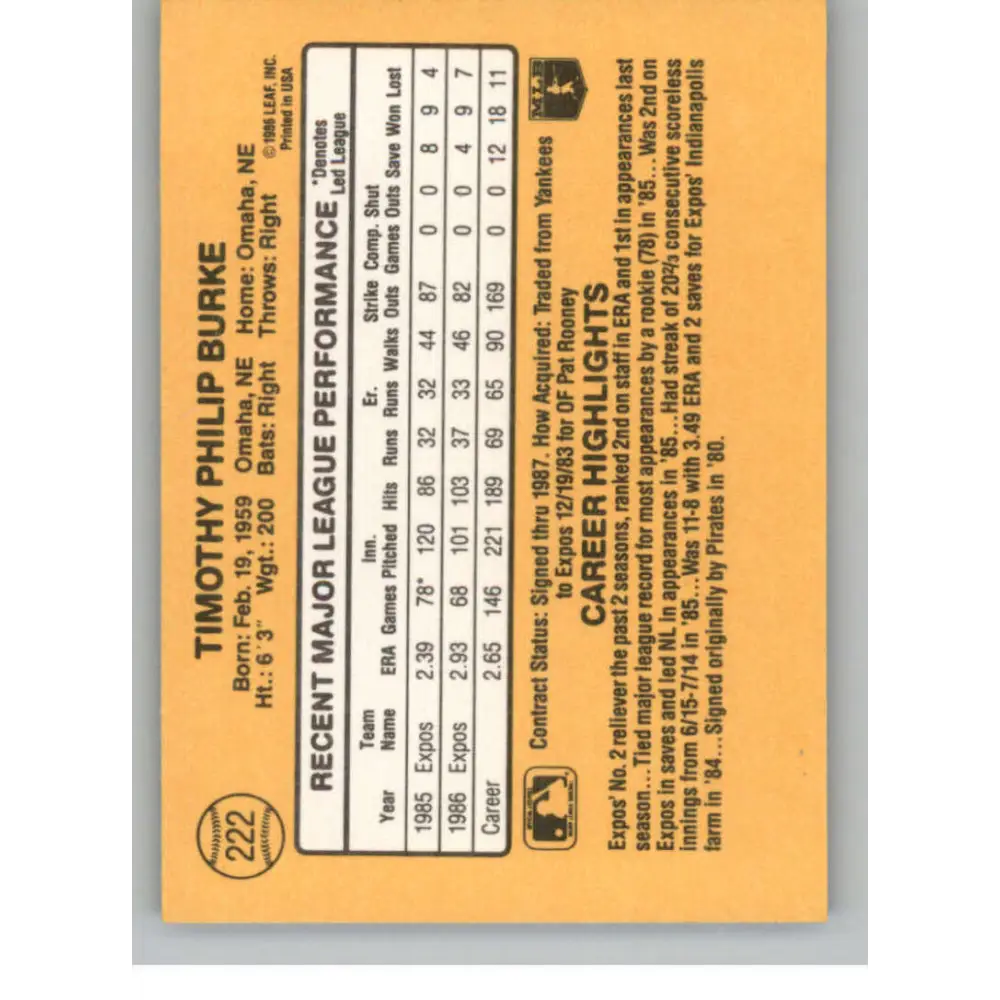 222
TIMOTHY PHILIP BURKE
Born: Feb. 19, 1959 Omaha, NE Home: Omaha, NE
Ht.: 6'3" Wgt.: 200 Bats: Right Throws: Right
© 1986 LEAF, INC.
Printed in USA
RECENT MAJOR LEAGUE PERFORMANCE
*Denotes
Led League
Year Team Name ERA Games Inn. Pitched Hits Runs Er. Runs Walks Strike Outs Comp. Games Shut Outs Save Won Lost
1985 Expos 2.39 78* 120 86 32 32 44 87 0 0 8 9 4
1986 Expos 2.93 68 101 103 37 33 46 82 0 0 4 9 7
Career 2.65 146 221 189 69 65 90 169 0 0 12 18 11
Contract Status: Signed thru 1987. How Acquired: Traded from Yankees
to Expos 12/19/83 for OF Pat Rooney
MLB
CAREER HIGHLIGHTS
Expos' No. 2 reliever the past 2 seasons, ranked 2nd on staff in ERA and 1st in appearances last
season...Tied major league record for most appearances by a rookie (78) in '85...Was 2nd on
Expos in saves and led NL in appearances in '85...Had streak of 20⅔ consecutive scoreless
innings from 6/15-7/14 in '85...Was 11-8 with 3.49 ERA and 2 saves for Expos' Indianapolis
farm in '84...Signed originally by Pirates in '80.